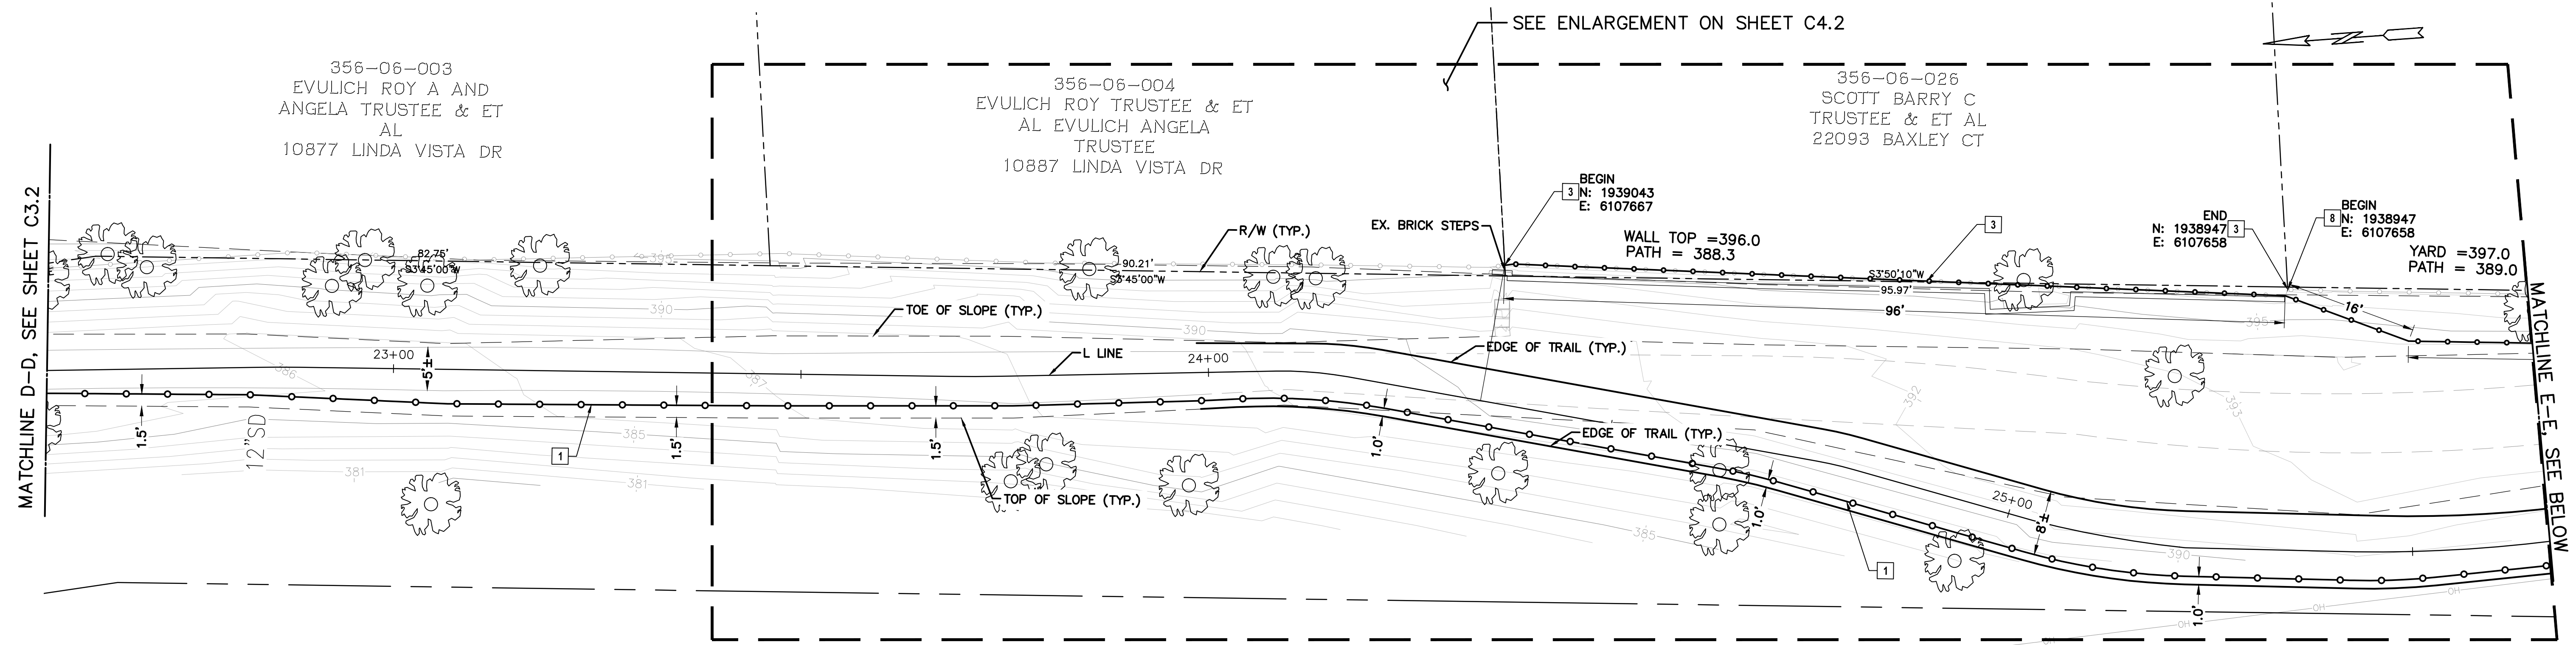 SEE ENLARGEMENT ON SHEET C4.2
356-06-003
EVULICH ROY A AND
ANGELA TRUSTEE & ET
AL
10877 LINDA VISTA DR
356-06-004
EVULICH ROY TRUSTEE & ET
AL EVULICH ANGELA
TRUSTEE
10887 LINDA VISTA DR
356-06-026
SCOTT BARRY C
TRUSTEE & ET AL
22093 BAXLEY CT
MATCHLINE D-D, SEE SHEET C3.2
3
BEGIN
N: 1939043
E: 6107667
EX. BRICK STEPS
R/W (TYP.)
WALL TOP =396.0
PATH = 388.3
3
END
N: 1938947
3
E: 6107658
8
BEGIN
N: 1938947
E: 6107658
YARD =397.0
PATH = 389.0
82.75'
S3°45'00"W
90.21'
S3°45'00"W
S3°50'10"W
95.97'
96'
16'
395
390
390
TOE OF SLOPE (TYP.)
L LINE
EDGE OF TRAIL (TYP.)
23+00
24+00
5'±
386
387
392
393
1.5'
12"SD
385
1.5'
1.5'
1.0'
EDGE OF TRAIL (TYP.)
1
381
381
TOP OF SLOPE (TYP.)
385
1.0'
25+00
8'±
390
1
1.0'
OH
OH
OH
OH
MATCHLINE E-E, SEE BELOW